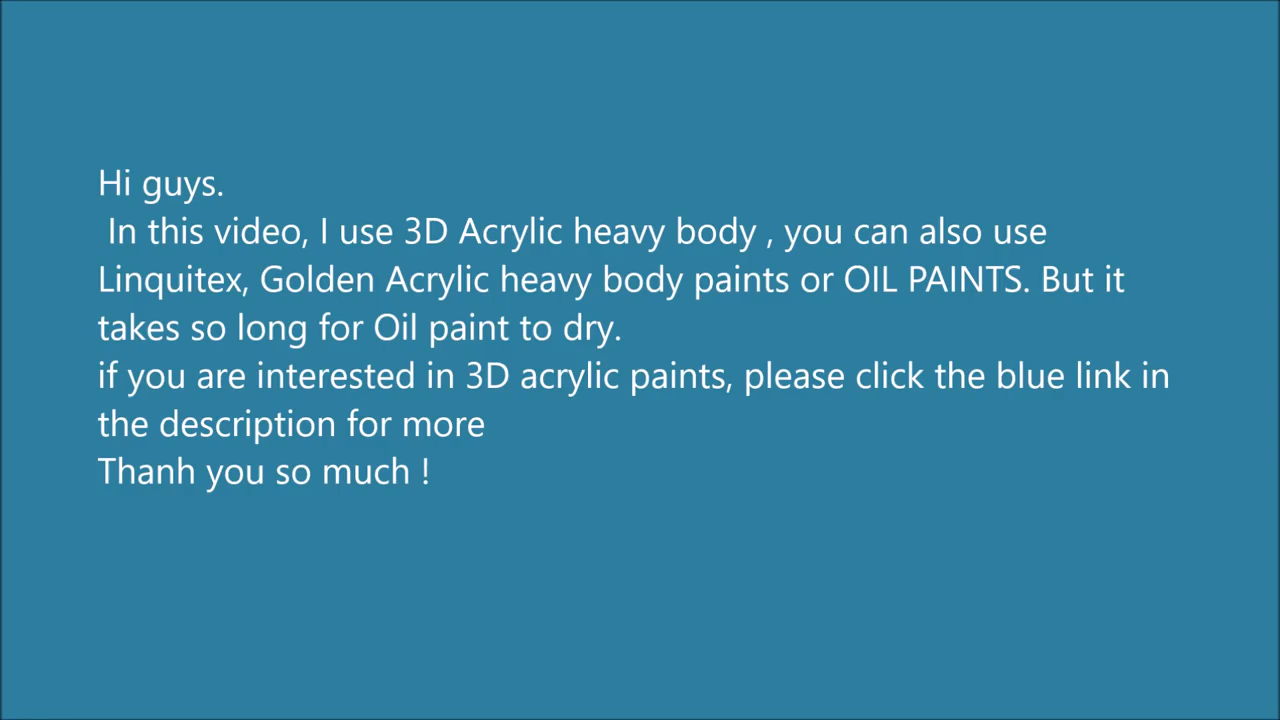 Hi guys.
In this video, I use 3D Acrylic heavy body , you can also use
Linquitex, Golden Acrylic heavy body paints or OIL PAINTS. But it
takes so long for Oil paint to dry.
if you are interested in 3D acrylic paints, please click the blue link in
the description for more
Thanh you so much !